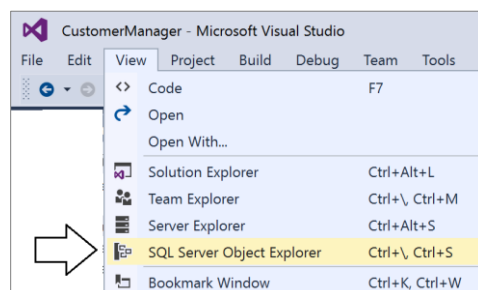 CustomerManager - Microsoft Visual Studio
File Edit View Project Build Debug Team Tools
Code F7
Open
Open With...
Solution Explorer Ctrl+Alt+L
Team Explorer Ctrl+\, Ctrl+M
Server Explorer Ctrl+Alt+S
SQL Server Object Explorer Ctrl+\, Ctrl+S
Bookmark Window Ctrl+K, Ctrl+W